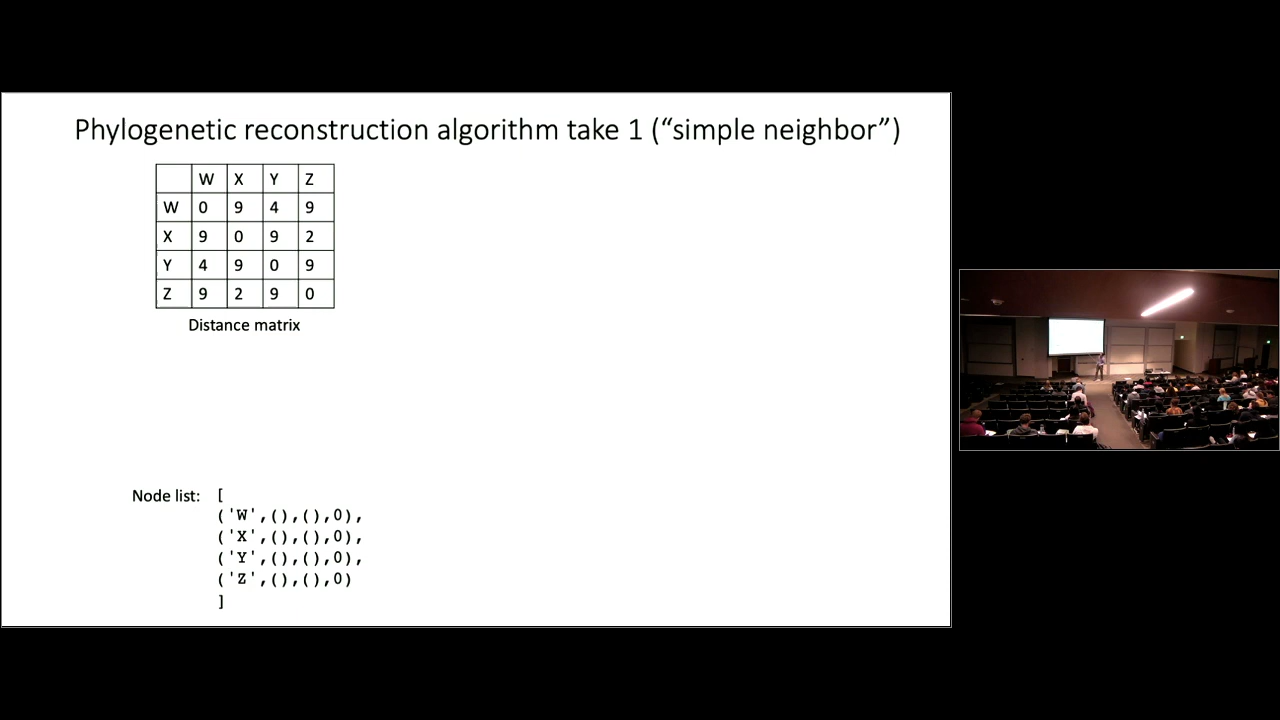 Phylogenetic reconstruction algorithm take 1 (“simple neighbor”)
W X Y Z
W 0 9 4 9
X 9 0 9 2
Y 4 9 0 9
Z 9 2 9 0
Distance matrix
Node list: [
('W',(),(),0),
('X',(),(),0),
('Y',(),(),0),
('Z',(),(),0)
]